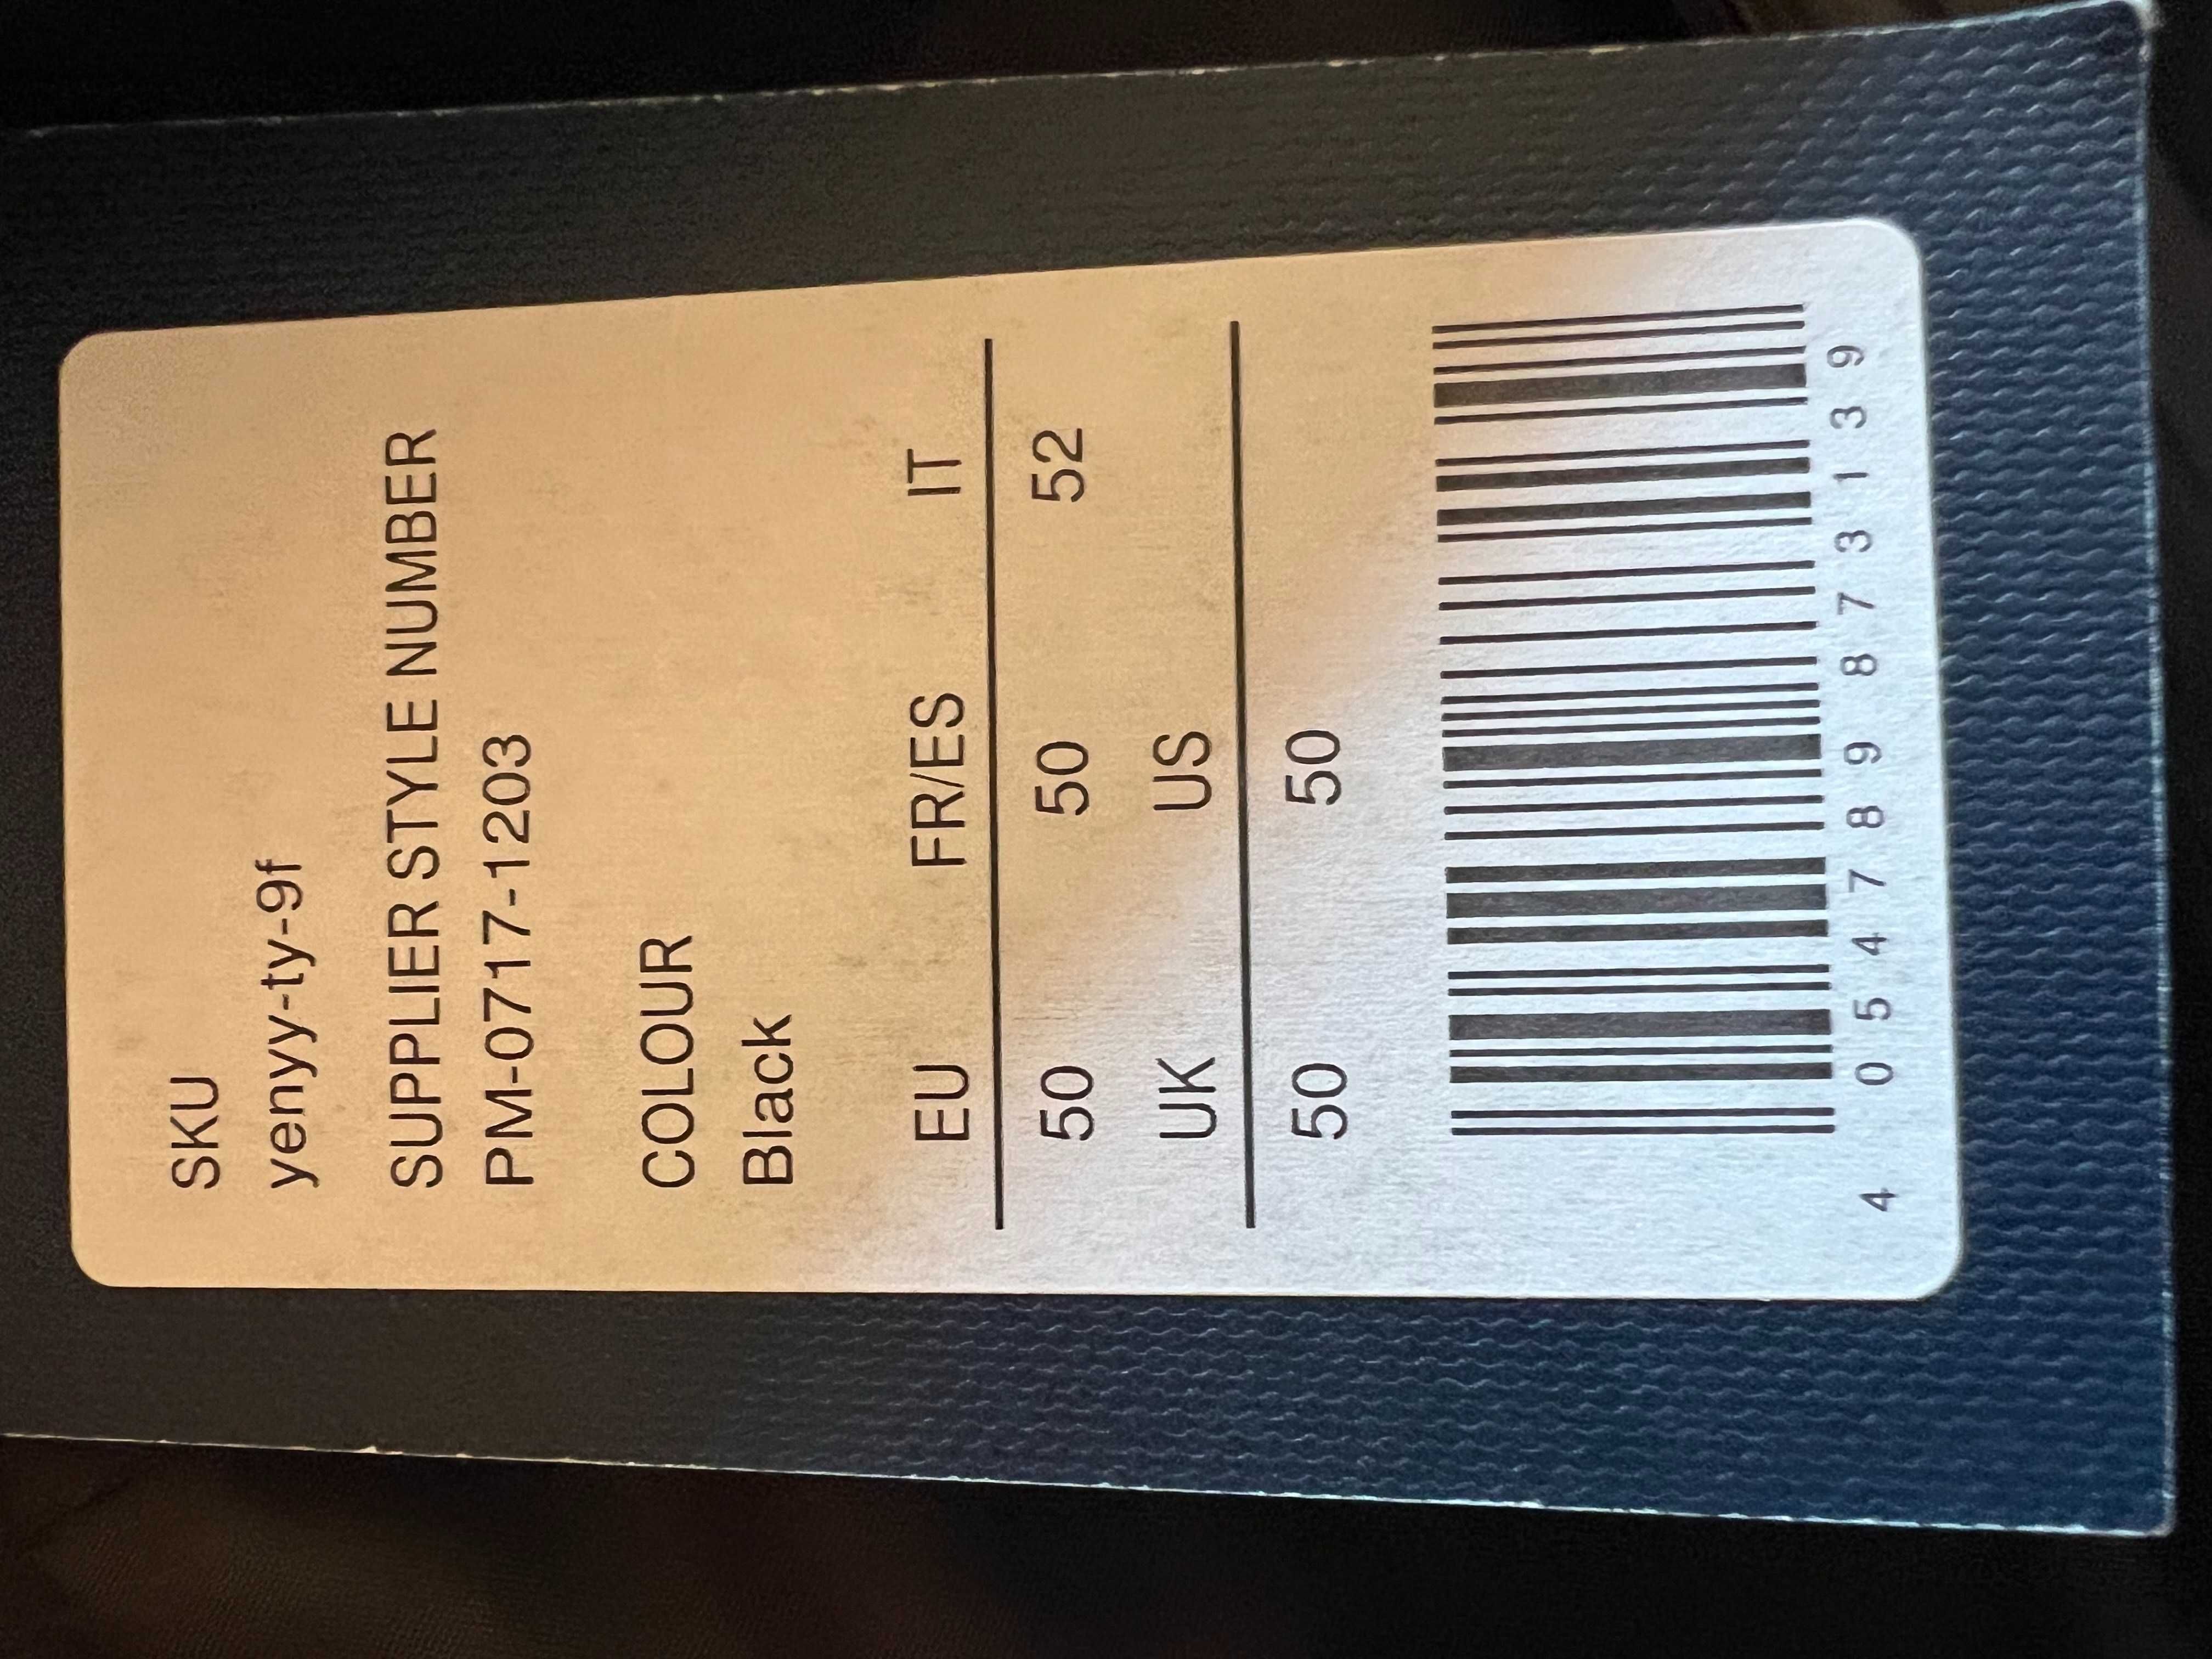 SKU
yenyy-ty-9f
SUPPLIER STYLE NUMBER
PM-0717-1203
COLOUR
Black
EU FR/ES IT
50 50 52
UK US
50 50
4 054789 873139